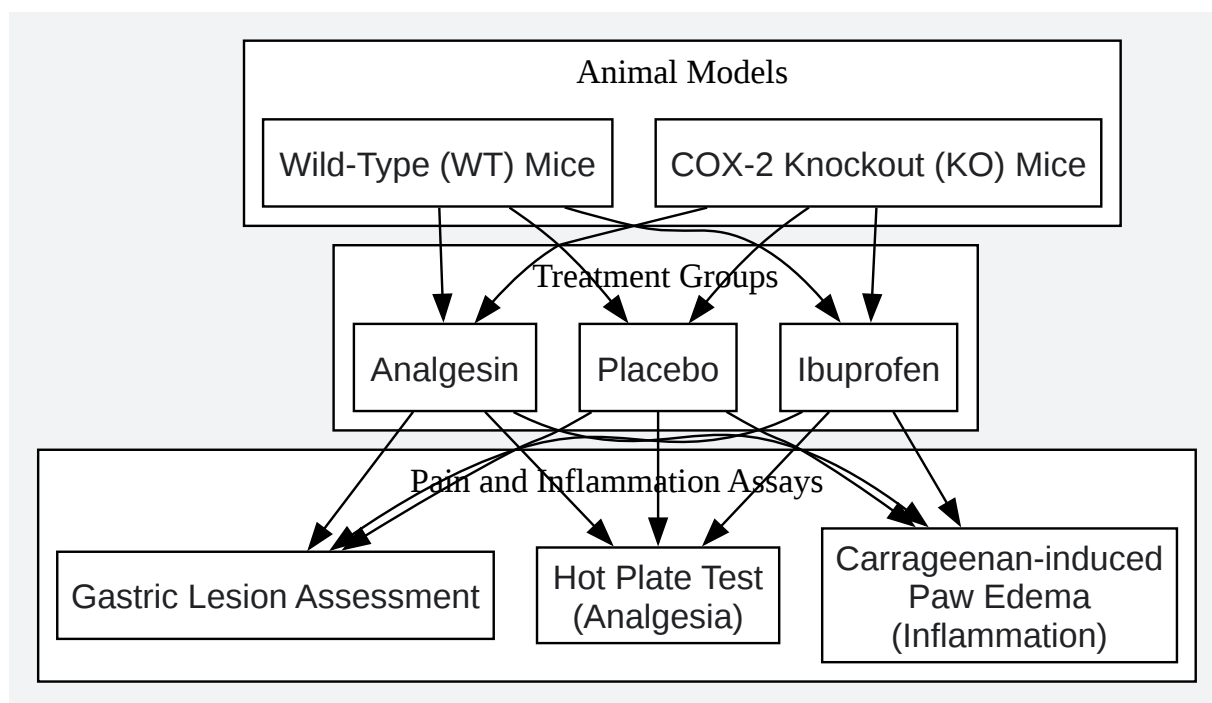 Animal Models
Wild-Type (WT) Mice
COX-2 Knockout (KO) Mice
Treatment Groups
Analgesin
Placebo
Ibuprofen
Pain and Inflammation Assays
Gastric Lesion Assessment
Hot Plate Test
(Analgesia)
Carrageenan-induced
Paw Edema
(Inflammation)